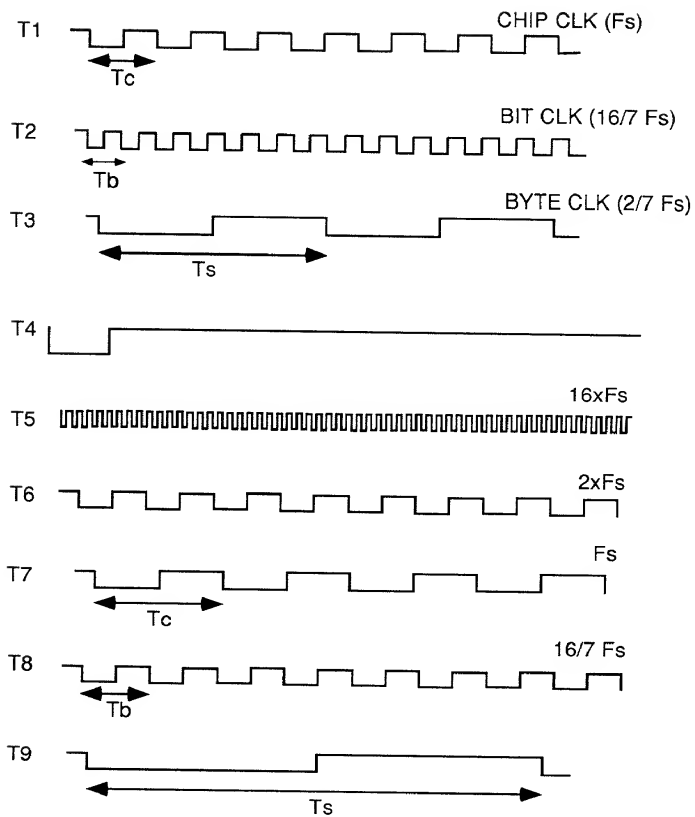 T1 CHIP CLK (Fs)
Tc
T2 BIT CLK (16/7 Fs)
Tb
T3 BYTE CLK (2/7 Fs)
Ts
T4
T5 16xFs
T6 2xFs
T7 Fs
Tc
T8 16/7 Fs
Tb
T9
Ts